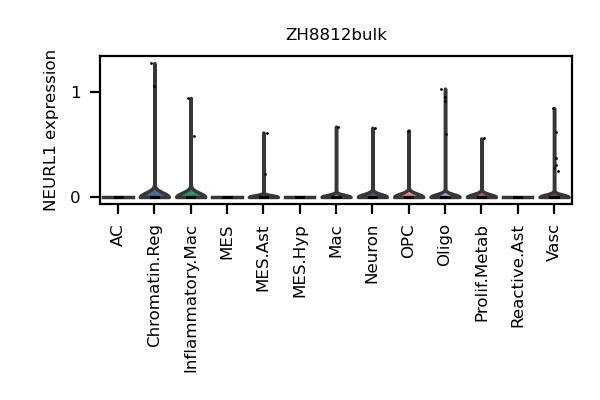 ZH8812bulk
NEURL1 expression
1
0
AC
Chromatin.Reg
Inflammatory.Mac
MES
MES.Ast
MES.Hyp
Mac
Neuron
OPC
Oligo
Prolif.Metab
Reactive.Ast
Vasc